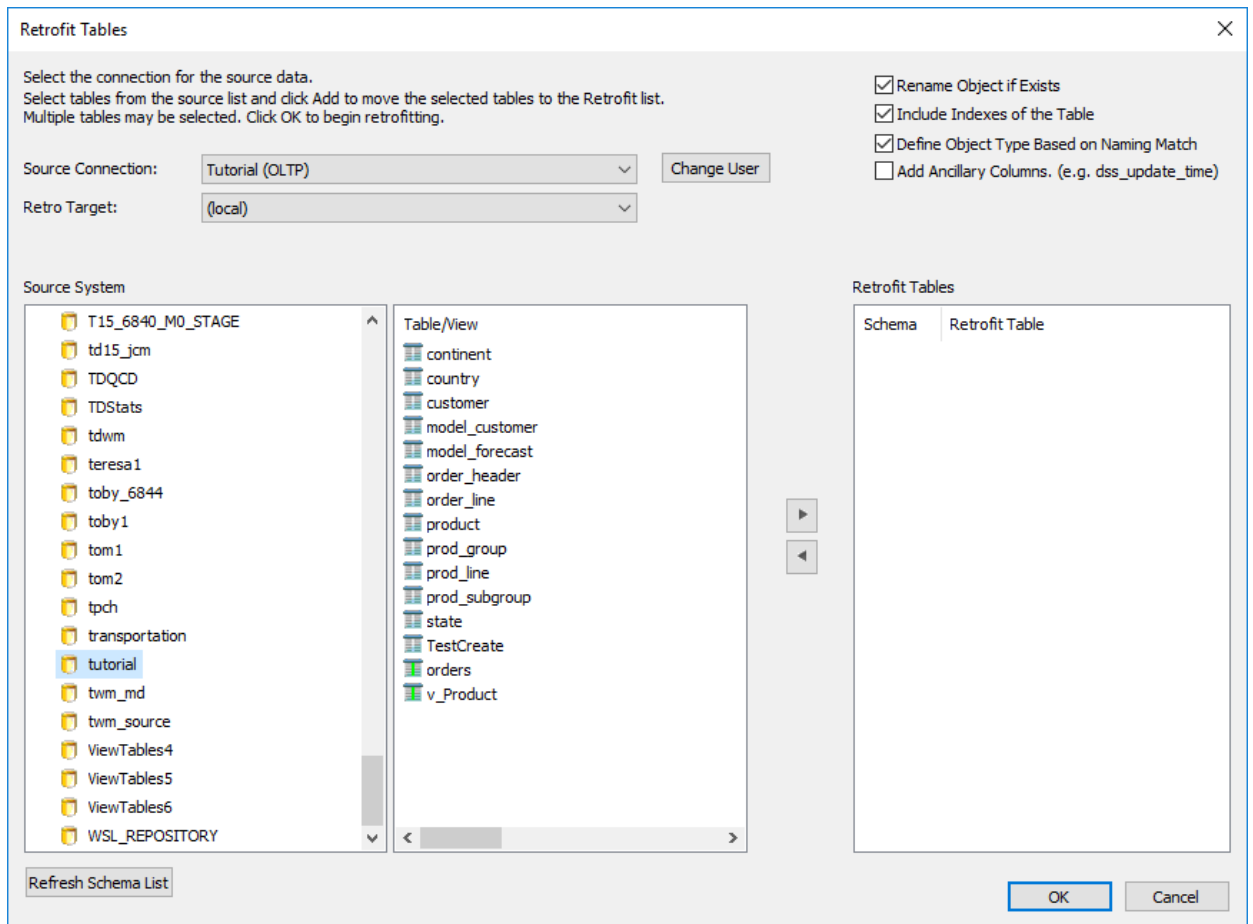 Retrofit Tables
Select the connection for the source data.
Select tables from the source list and click Add to move the selected tables to the Retrofit list.
Multiple tables may be selected. Click OK to begin retrofitting.
Rename Object if Exists
Include Indexes of the Table
Define Object Type Based on Naming Match
Add Ancillary Columns. (e.g. dss_update_time)
Source Connection:
Tutorial (OLTP)
Change User
Retro Target:
(local)
Source System
T15_6840_M0_STAGE
td15_jcm
TDQCD
TDStats
tdwm
teresa1
toby_6844
toby1
tom1
tom2
tpch
transportation
tutorial
twm_md
twm_source
ViewTables4
ViewTables5
ViewTables6
WSL_REPOSITORY
Table/View
continent
country
customer
model_customer
model_forecast
order_header
order_line
product
prod_group
prod_line
prod_subgroup
state
TestCreate
orders
v_Product
Retrofit Tables
Schema Retrofit Table
Refresh Schema List
OK
Cancel